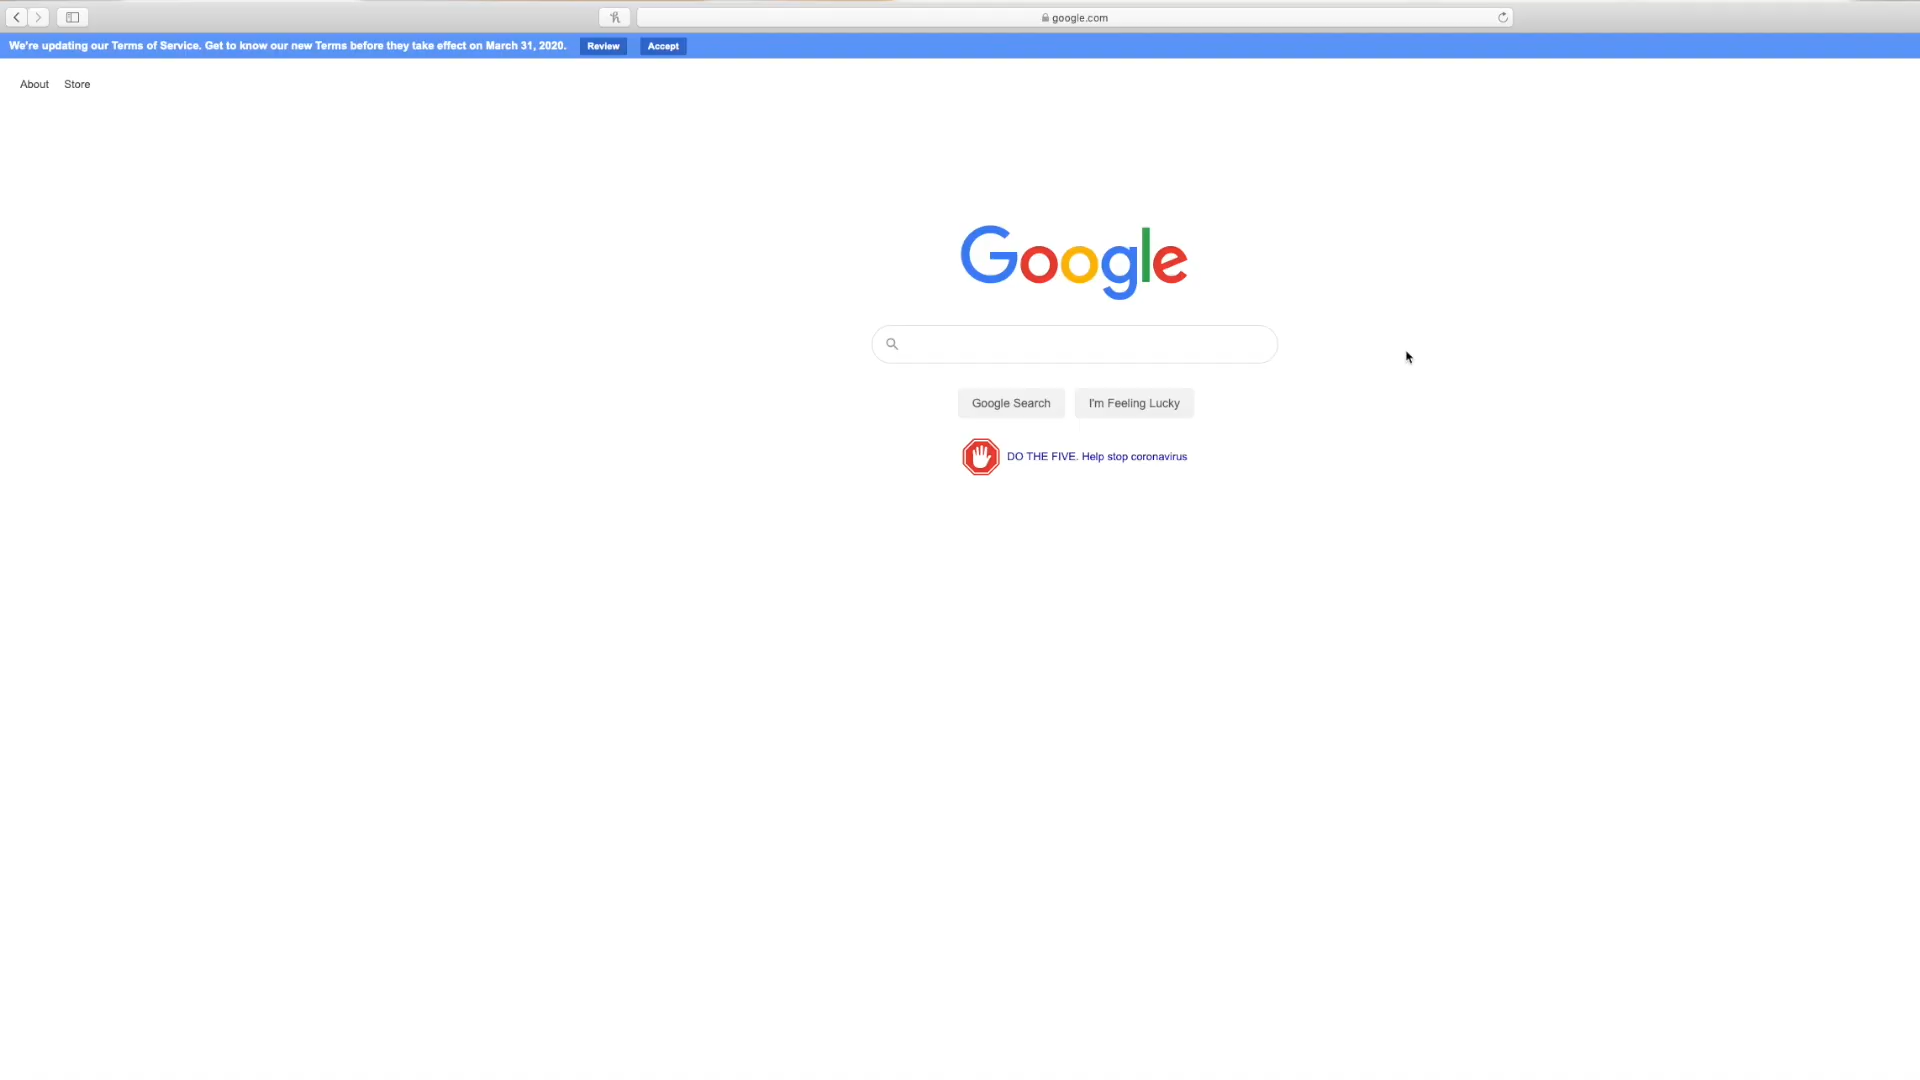 google.com
We're updating our Terms of Service. Get to know our new Terms before they take effect on March 31, 2020. Review Accept
About Store
Google
Google Search I'm Feeling Lucky
DO THE FIVE. Help stop coronavirus